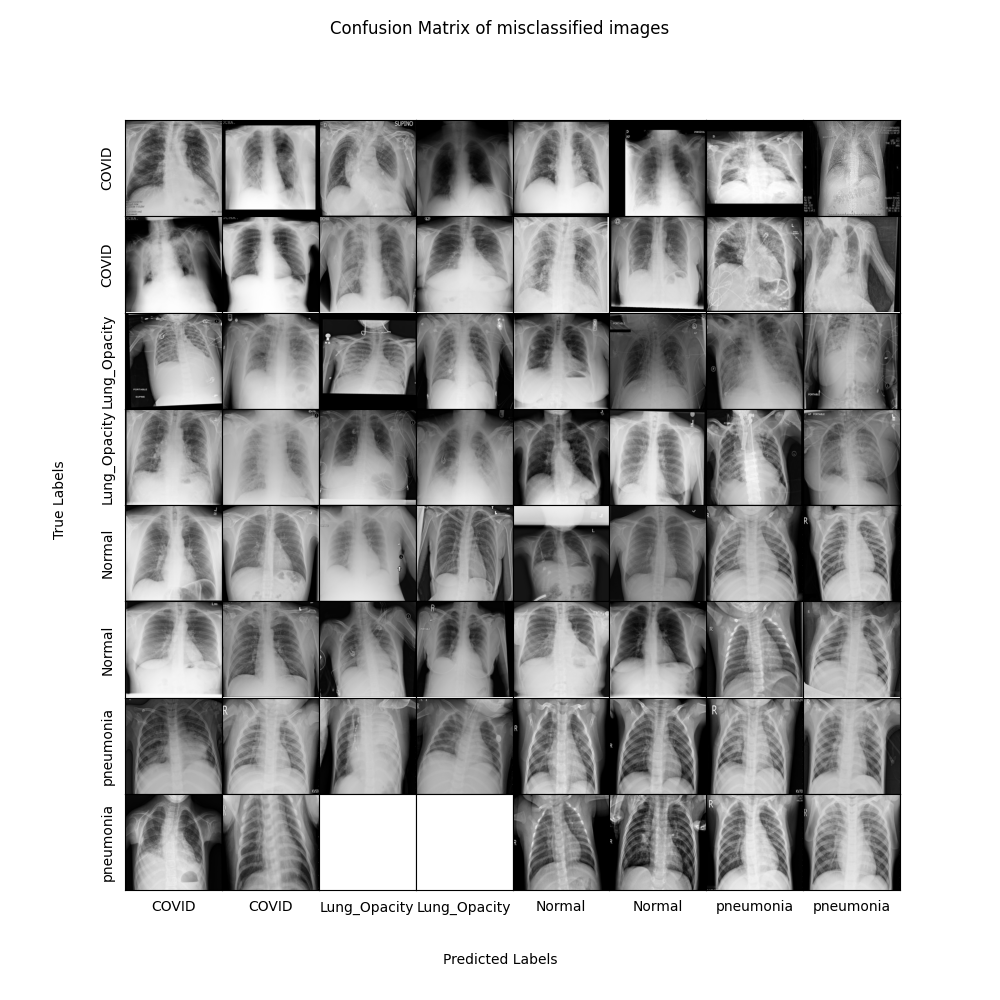 Confusion Matrix of misclassified images
True Labels
COVID
COVID
Lung_Opacity
Lung_Opacity
Normal
Normal
pneumonia
pneumonia
SUPINO
R
R
R
R
R
R
COVID COVID Lung_Opacity Lung_Opacity Normal Normal pneumonia pneumonia
Predicted Labels